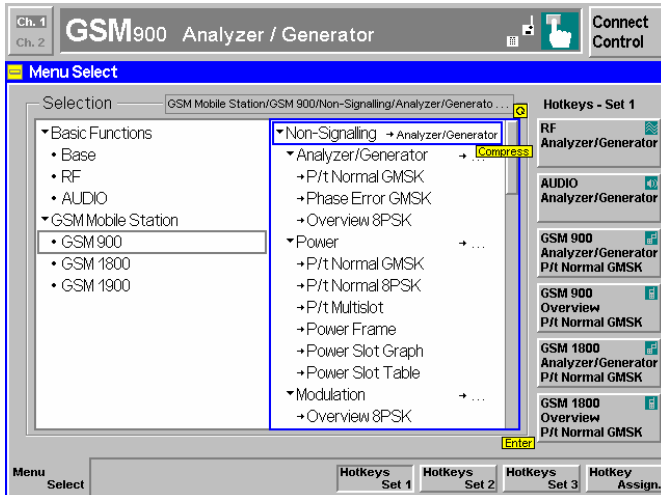 Ch. 1
Ch. 2
GSM900 Analyzer / Generator
Connect
Control
Menu Select
Selection
GSM Mobile Station/GSM 900/Non-Signalling/Analyzer/Generato . . .
Basic Functions
• Base
• RF
• AUDIO
GSM Mobile Station
• GSM 900
• GSM 1800
• GSM 1900
Non-Signalling → Analyzer/Generator
Compress
Analyzer/Generator → . . .
→ P/t Normal GMSK
→ Phase Error GMSK
→ Overview 8PSK
Power → . . .
→ P/t Normal GMSK
→ P/t Normal 8PSK
→ P/t Multislot
→ Power Frame
→ Power Slot Graph
→ Power Slot Table
Modulation → . . .
→ Overview 8PSK
Enter
Hotkeys - Set 1
RF
Analyzer/Generator
AUDIO
Analyzer/Generator
GSM 900
Analyzer/Generator
P/t Normal GMSK
GSM 900
Overview
P/t Normal GMSK
GSM 1800
Analyzer/Generator
P/t Normal GMSK
GSM 1800
Overview
P/t Normal GMSK
Menu
Select
Hotkeys
Set 1
Hotkeys
Set 2
Hotkeys
Set 3
Hotkey
Assign.